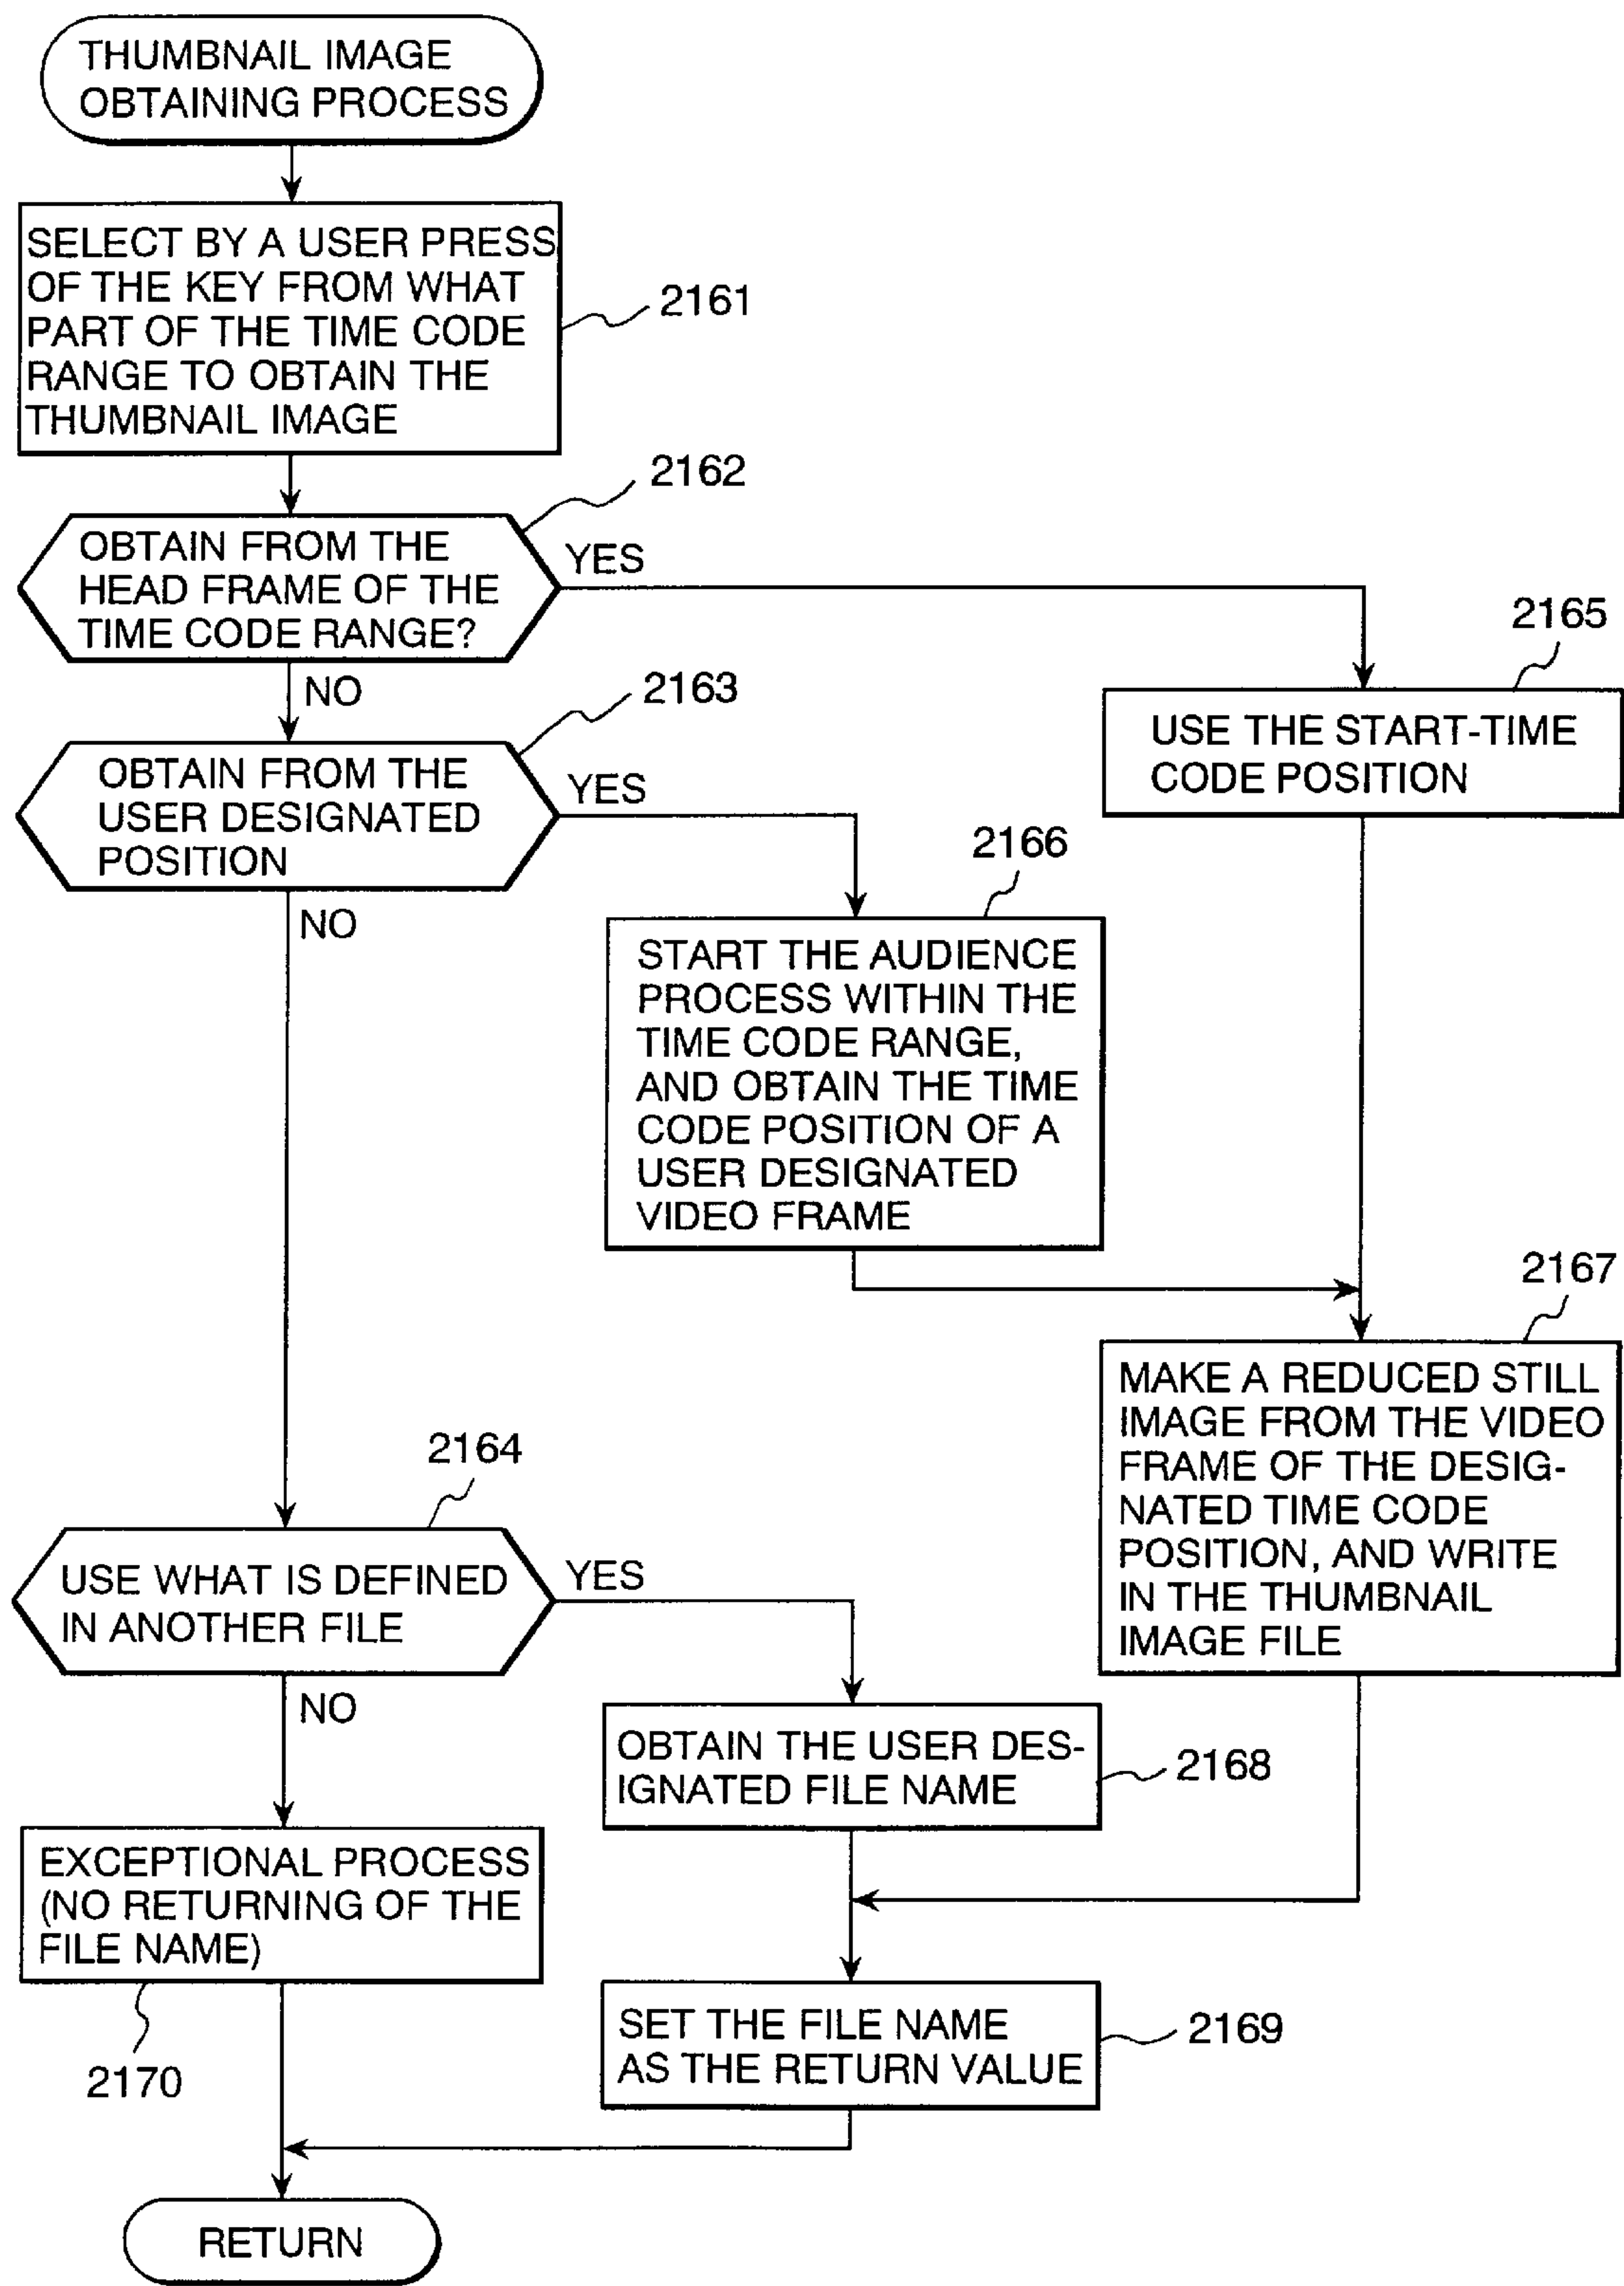 THUMBNAIL IMAGE
OBTAINING PROCESS
SELECT BY A USER PRESS
OF THE KEY FROM WHAT
PART OF THE TIME CODE
RANGE TO OBTAIN THE
THUMBNAIL IMAGE
2161
2162
OBTAIN FROM THE
HEAD FRAME OF THE
TIME CODE RANGE?
YES
NO
2165
USE THE START-TIME
CODE POSITION
2163
OBTAIN FROM THE
USER DESIGNATED
POSITION
YES
NO
2166
START THE AUDIENCE
PROCESS WITHIN THE
TIME CODE RANGE,
AND OBTAIN THE TIME
CODE POSITION OF A
USER DESIGNATED
VIDEO FRAME
2167
MAKE A REDUCED STILL
IMAGE FROM THE VIDEO
FRAME OF THE DESIG-
NATED TIME CODE
POSITION, AND WRITE
IN THE THUMBNAIL
IMAGE FILE
2164
USE WHAT IS DEFINED
IN ANOTHER FILE
YES
NO
OBTAIN THE USER DES-
IGNATED FILE NAME
2168
EXCEPTIONAL PROCESS
(NO RETURNING OF THE
FILE NAME)
2170
SET THE FILE NAME
AS THE RETURN VALUE
2169
RETURN